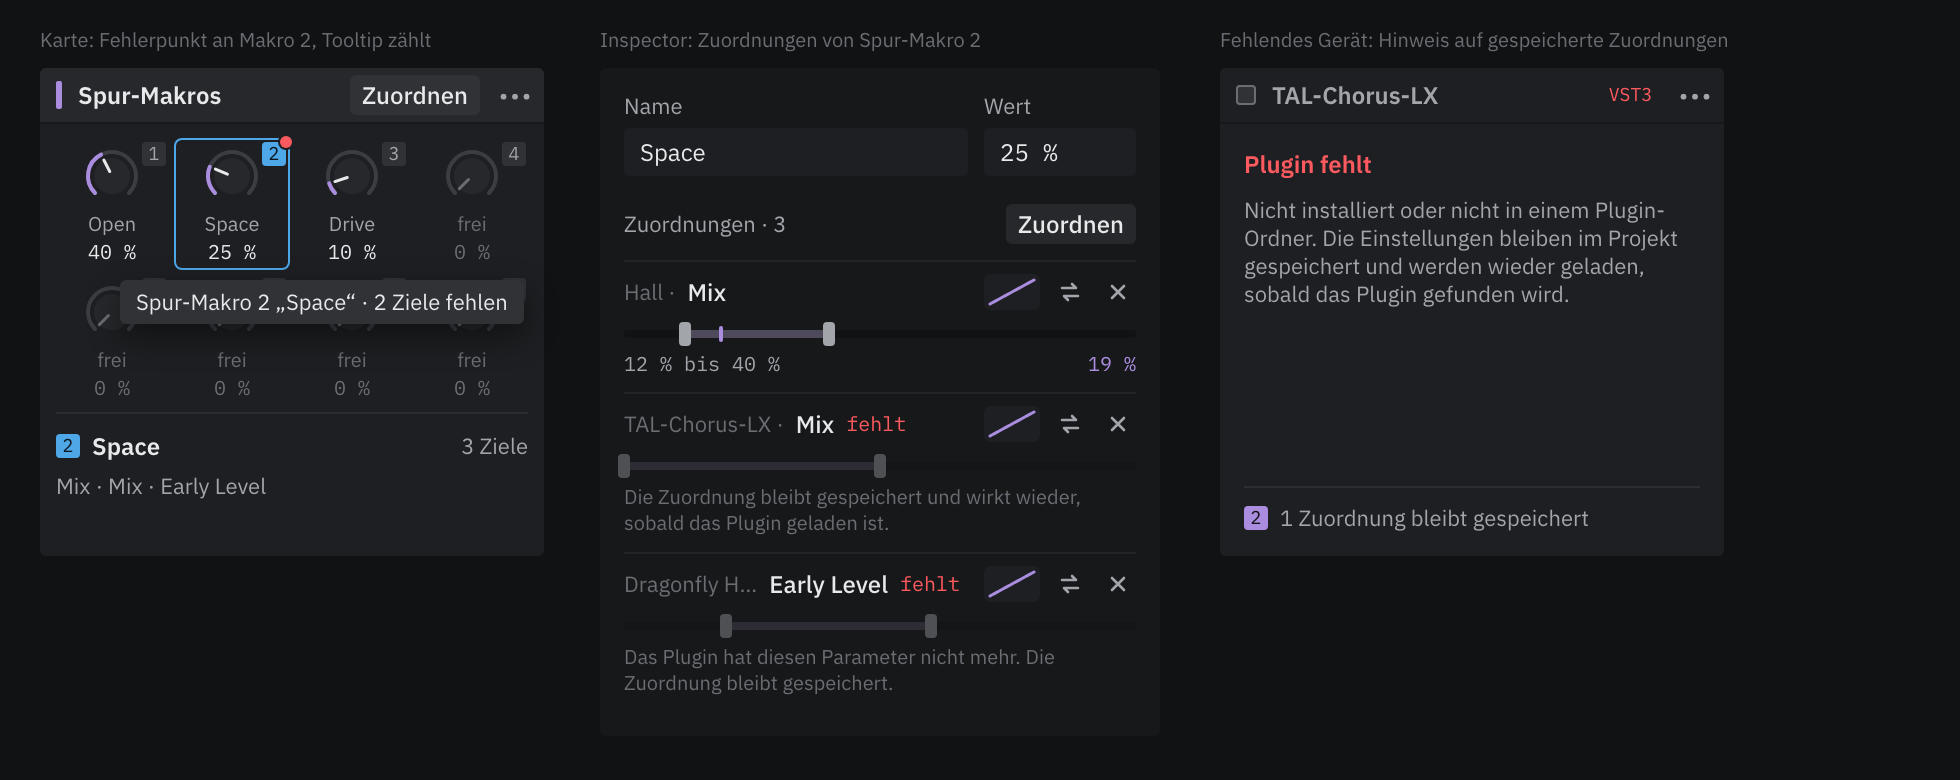 Karte: Fehlerpunkt an Makro 2, Tooltip zählt
Spur-Makros
Zuordnen
1
2
3
4
Open
Space
Drive
frei
40 %
25 %
10 %
0 %
Spur-Makro 2 „Space“ · 2 Ziele fehlen
frei
frei
frei
frei
0 %
0 %
0 %
0 %
2 Space
3 Ziele
Mix · Mix · Early Level
Inspector: Zuordnungen von Spur-Makro 2
Name
Wert
Space
25 %
Zuordnungen · 3
Zuordnen
Hall · Mix
12 % bis 40 %
19 %
TAL-Chorus-LX · Mix fehlt
Die Zuordnung bleibt gespeichert und wirkt wieder,
sobald das Plugin geladen ist.
Dragonfly H… Early Level fehlt
Das Plugin hat diesen Parameter nicht mehr. Die
Zuordnung bleibt gespeichert.
Fehlendes Gerät: Hinweis auf gespeicherte Zuordnungen
TAL-Chorus-LX
VST3
Plugin fehlt
Nicht installiert oder nicht in einem Plugin-
Ordner. Die Einstellungen bleiben im Projekt
gespeichert und werden wieder geladen,
sobald das Plugin gefunden wird.
2 1 Zuordnung bleibt gespeichert